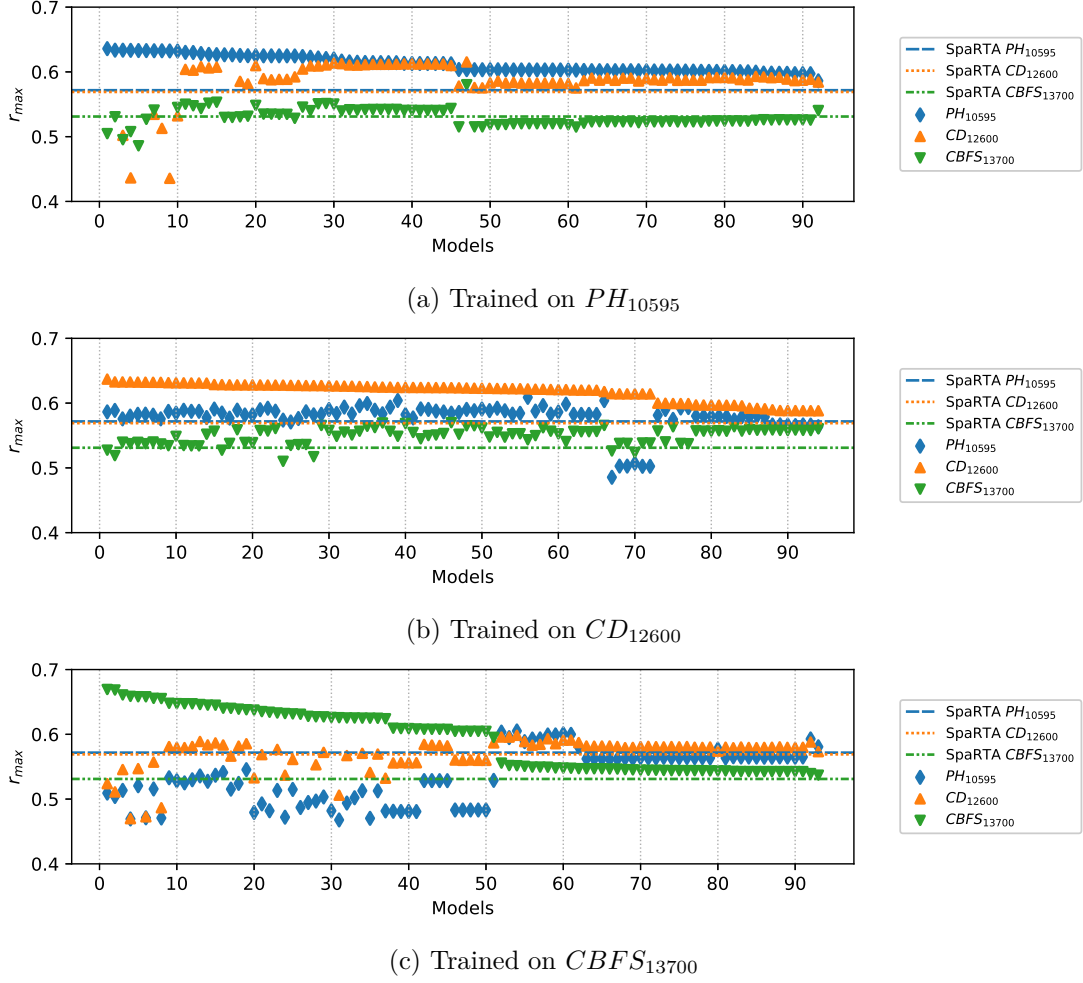 0.7
0.6
0.5
0.4
r_max
0 10 20 30 40 50 60 70 80 90
Models
SpaRTA PH_10595
SpaRTA CD_12600
SpaRTA CBFS_13700
PH_10595
CD_12600
CBFS_13700
(a) Trained on PH_10595
0.7
0.6
0.5
0.4
r_max
0 10 20 30 40 50 60 70 80 90
Models
SpaRTA PH_10595
SpaRTA CD_12600
SpaRTA CBFS_13700
PH_10595
CD_12600
CBFS_13700
(b) Trained on CD_12600
0.7
0.6
0.5
0.4
r_max
0 10 20 30 40 50 60 70 80 90
Models
SpaRTA PH_10595
SpaRTA CD_12600
SpaRTA CBFS_13700
PH_10595
CD_12600
CBFS_13700
(c) Trained on CBFS_13700